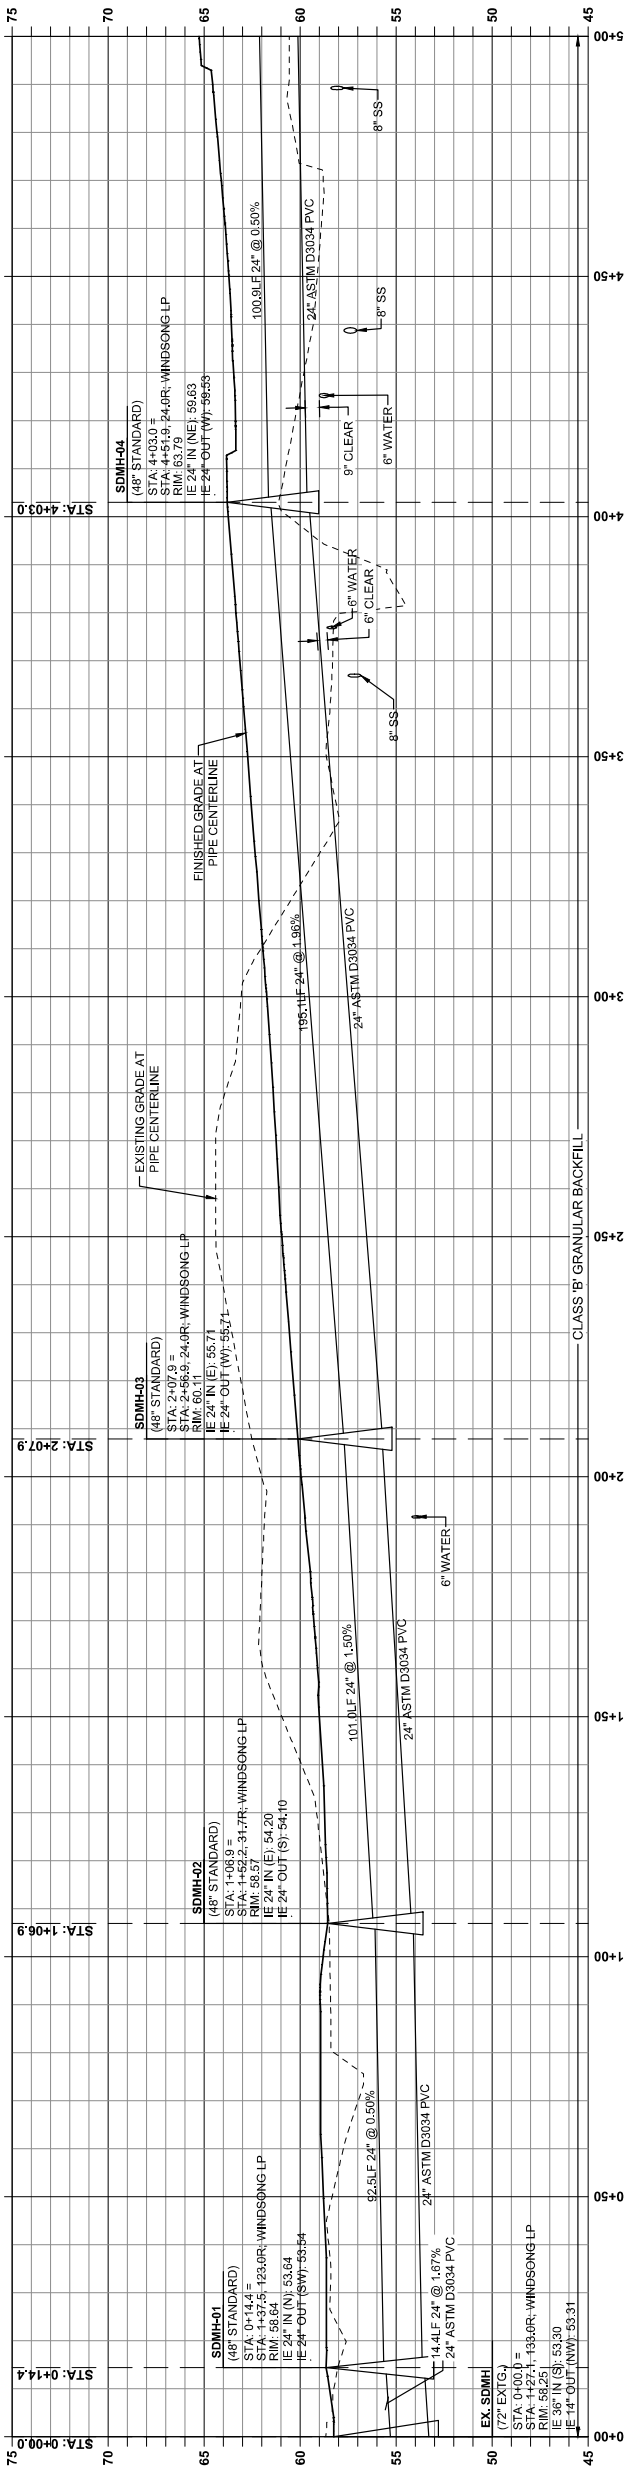 75
70
65
60
55
50
45
75
70
65
60
55
50
45
0+00
0+50
1+00
1+50
2+00
2+50
3+00
3+50
4+00
4+50
5+00
STA: 0+00.0
EX. SDMH
(72" EXTG.)
STA: 0+00.0 =
STA: 1+27.1, 133.0R; WINDSONG LP
RIM: 58.25
IE 36" IN (S): 53.30
IE 14" OUT (NW): 53.31
STA: 0+14.4
SDMH-01
(48" STANDARD)
STA: 0+14.4 =
STA: 1+37.5, 123.0R; WINDSONG LP
RIM: 58.64
IE 24" IN (N): 53.64
IE 24" OUT (SW): 53.54
14.4LF 24" @ 1.67%
24" ASTM D3034 PVC
92.5LF 24" @ 0.50%
24" ASTM D3034 PVC
STA: 1+06.9
SDMH-02
(48" STANDARD)
STA: 1+06.9 =
STA: 1+52.2, 31.7R; WINDSONG LP
RIM: 58.57
IE 24" IN (E): 54.20
IE 24" OUT (S): 54.10
101.0LF 24" @ 1.50%
24" ASTM D3034 PVC
6" WATER
STA: 2+07.9
SDMH-03
(48" STANDARD)
STA: 2+07.9 =
STA: 2+56.9, 24.0R; WINDSONG LP
RIM: 60.11
IE 24" IN (E): 55.71
IE 24" OUT (W): 55.71
EXISTING GRADE AT
PIPE CENTERLINE
CLASS 'B' GRANULAR BACKFILL
195.1LF 24" @ 1.96%
24" ASTM D3034 PVC
FINISHED GRADE AT
PIPE CENTERLINE
8" SS
6" WATER
6" CLEAR
STA: 4+03.0
SDMH-04
(48" STANDARD)
STA: 4+03.0 =
STA: 4+51.9, 24.0R; WINDSONG LP
RIM: 63.79
IE 24" IN (NE): 59.63
IE 24" OUT (W): 59.53
9" CLEAR
6" WATER
8" SS
100.9LF 24" @ 0.50%
24" ASTM D3034 PVC
8" SS